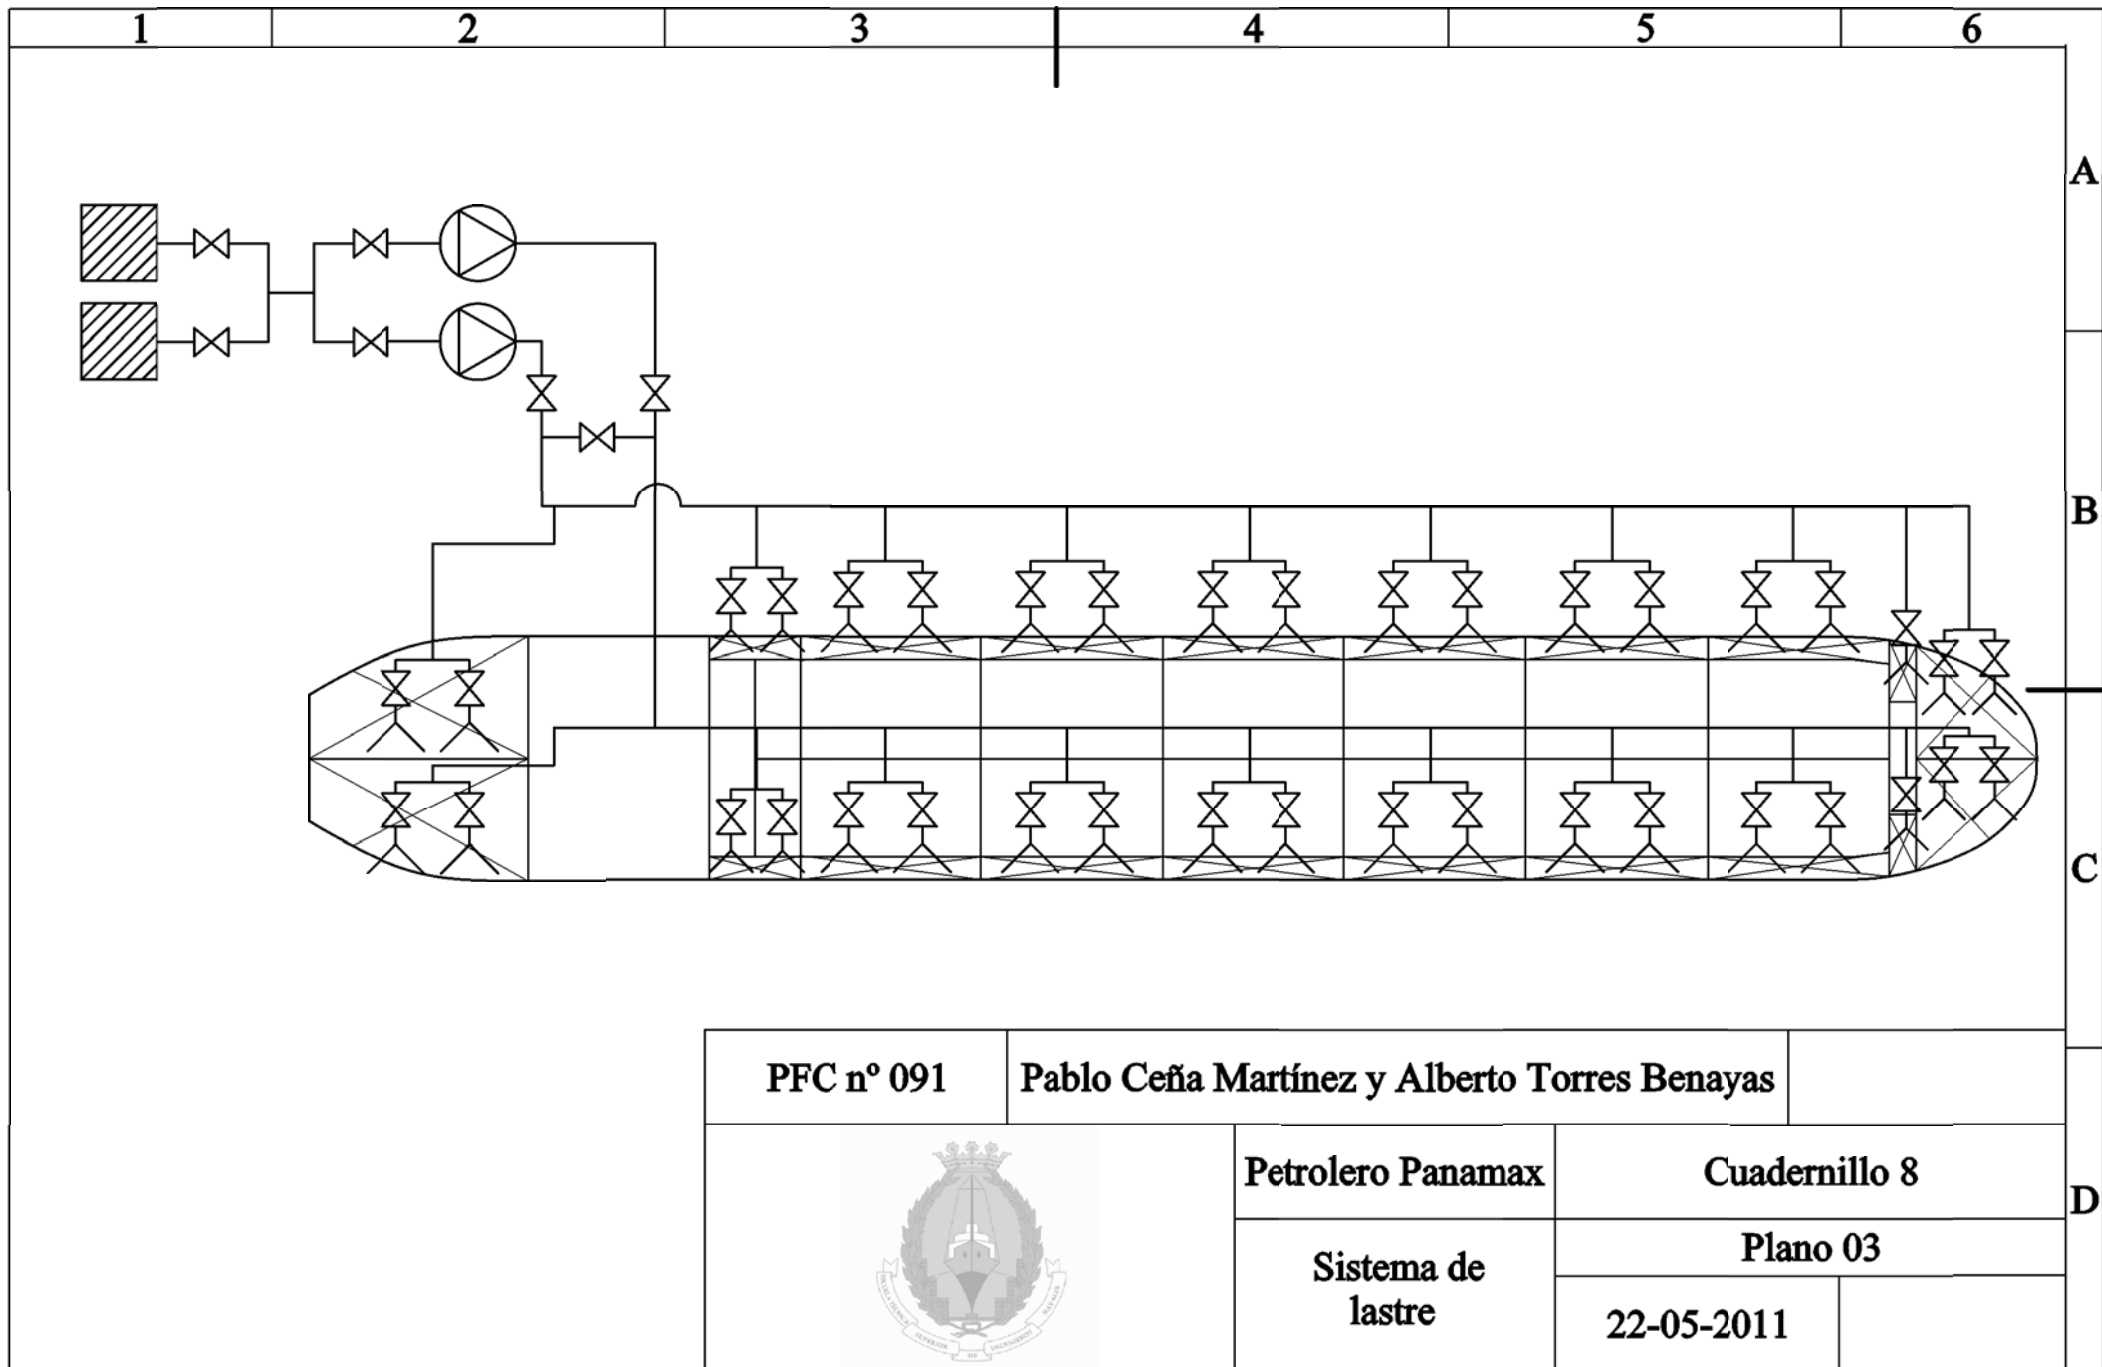 1 2 3 4 5 6
A
B
C
D
PFC nº 091
Pablo Ceña Martínez y Alberto Torres Benayas
Petrolero Panamax
Cuadernillo 8
Sistema de
lastre
Plano 03
22-05-2011